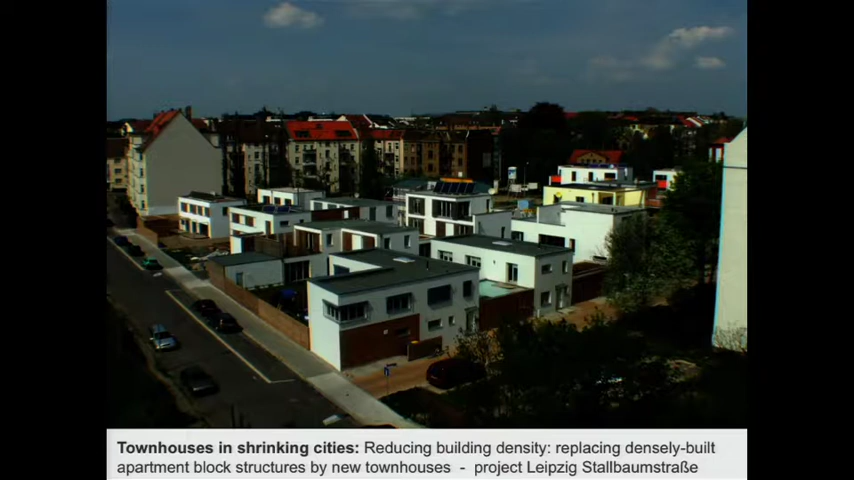 Townhouses in shrinking cities: Reducing building density: replacing densely-built
apartment block structures by new townhouses - project Leipzig Stallbaumstraße